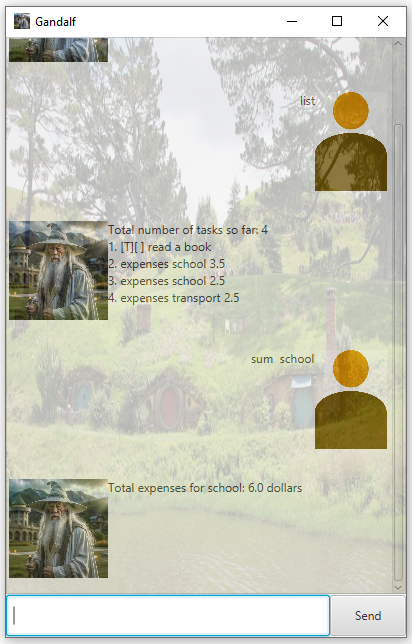 Gandalf
list
Total number of tasks so far: 4
1. [T][ ] read a book
2. expenses school 3.5
3. expenses school 2.5
4. expenses transport 2.5
sum  school
Total expenses for school: 6.0 dollars
Send